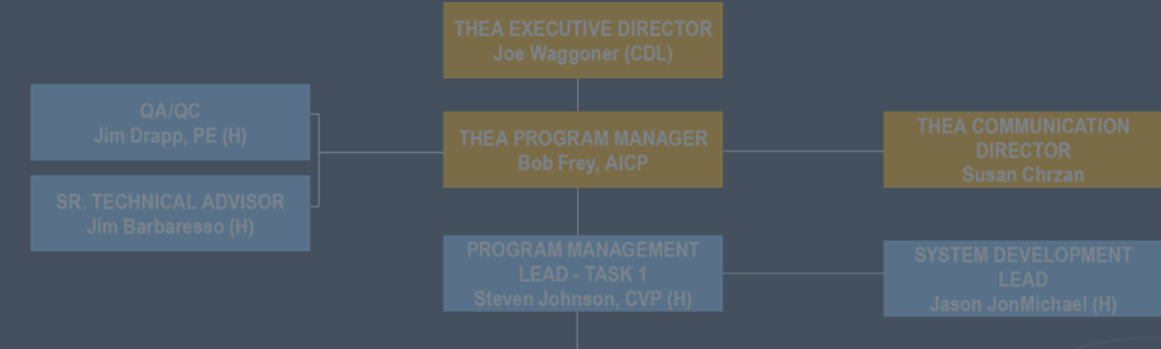 THEA EXECUTIVE DIRECTOR
Joe Waggoner (CDL)
QA/QC
Jim Drapp, PE (H)
THEA PROGRAM MANAGER
Bob Frey, AICP
THEA COMMUNICATION
DIRECTOR
Susan Chrzan
SR. TECHNICAL ADVISOR
Jim Barbaresso (H)
PROGRAM MANAGEMENT
LEAD - TASK 1
Steven Johnson, CVP (H)
SYSTEM DEVELOPMENT
LEAD
Jason JonMichael (H)